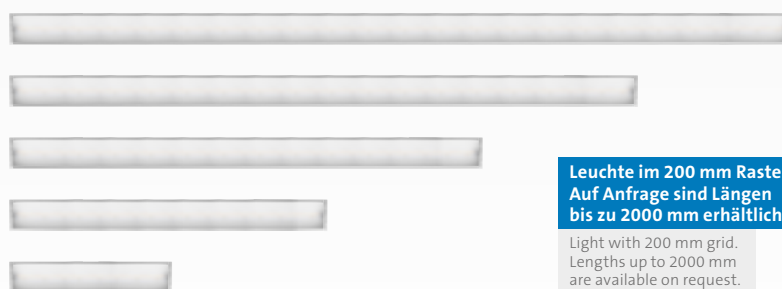 Leuchte im 200 mm Raste
Auf Anfrage sind Längen
bis zu 2000 mm erhältlich
Light with 200 mm grid.
Lengths up to 2000 mm
are available on request.